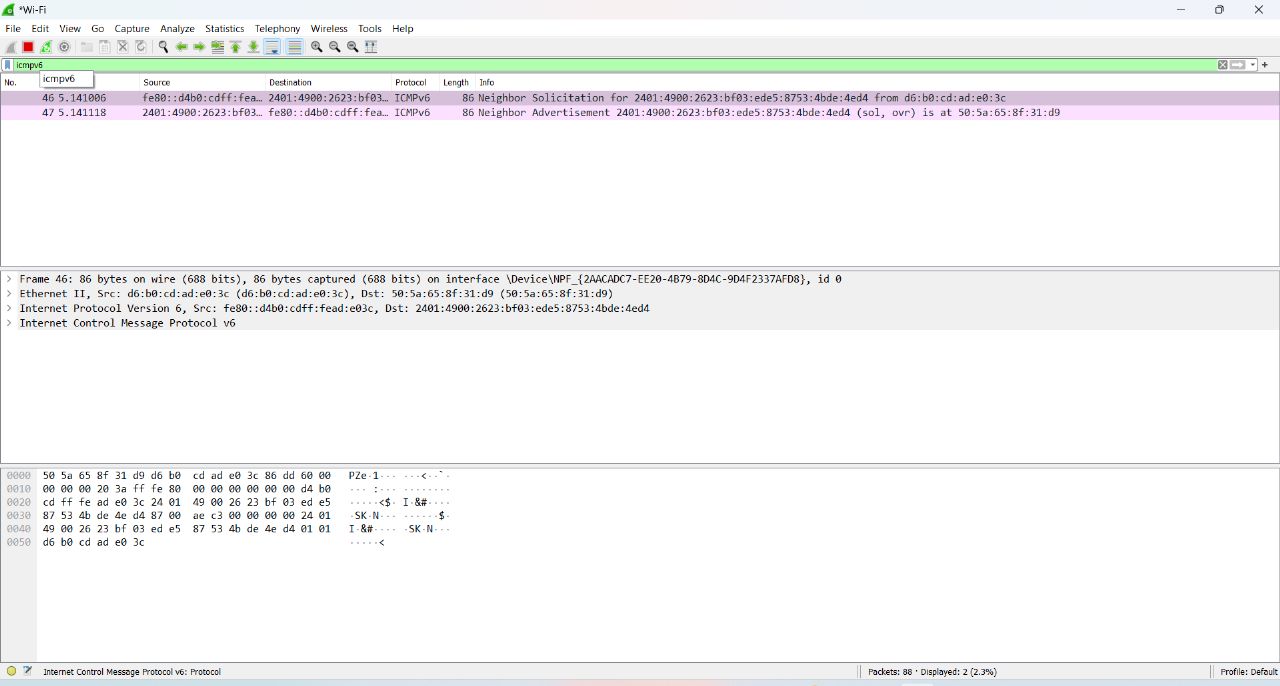 *Wi-Fi
File Edit View Go Capture Analyze Statistics Telephony Wireless Tools Help
icmpv6
icmpv6
No. Source Destination Protocol Length Info
46 5.141006 fe80::d4b0:cdff:fea… 2401:4900:2623:bf03… ICMPv6 86 Neighbor Solicitation for 2401:4900:2623:bf03:ede5:8753:4bde:4ed4 from d6:b0:cd:ad:e0:3c
47 5.141118 2401:4900:2623:bf03… fe80::d4b0:cdff:fea… ICMPv6 86 Neighbor Advertisement 2401:4900:2623:bf03:ede5:8753:4bde:4ed4 (sol, ovr) is at 50:5a:65:8f:31:d9
Frame 46: 86 bytes on wire (688 bits), 86 bytes captured (688 bits) on interface \Device\NPF_{2AACADC7-EE20-4B79-8D4C-9D4F2337AFD8}, id 0
Ethernet II, Src: d6:b0:cd:ad:e0:3c (d6:b0:cd:ad:e0:3c), Dst: 50:5a:65:8f:31:d9 (50:5a:65:8f:31:d9)
Internet Protocol Version 6, Src: fe80::d4b0:cdff:fead:e03c, Dst: 2401:4900:2623:bf03:ede5:8753:4bde:4ed4
Internet Control Message Protocol v6
0000 50 5a 65 8f 31 d9 d6 b0 cd ad e0 3c 86 dd 60 00 PZe·1··· ···<··`·
0010 00 00 00 20 3a ff fe 80 00 00 00 00 00 00 d4 b0 ··· :··· ········
0020 cd ff fe ad e0 3c 24 01 49 00 26 23 bf 03 ed e5 ·····<$· I·&#····
0030 87 53 4b de 4e d4 87 00 ae c3 00 00 00 00 24 01 ·SK·N··· ······$·
0040 49 00 26 23 bf 03 ed e5 87 53 4b de 4e d4 01 01 I·&#···· ·SK·N···
0050 d6 b0 cd ad e0 3c ·····<
Internet Control Message Protocol v6: Protocol Packets: 88 · Displayed: 2 (2.3%) Profile: Default